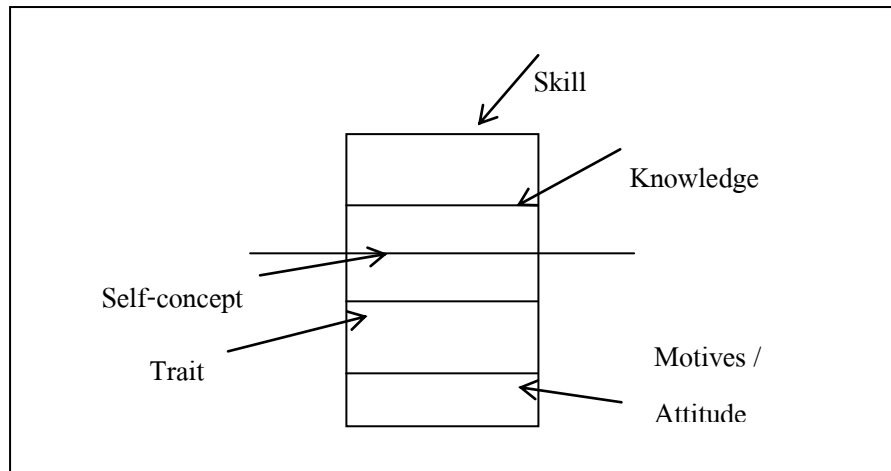 Skill
Knowledge
Self-concept
Trait
Motives /
Attitude